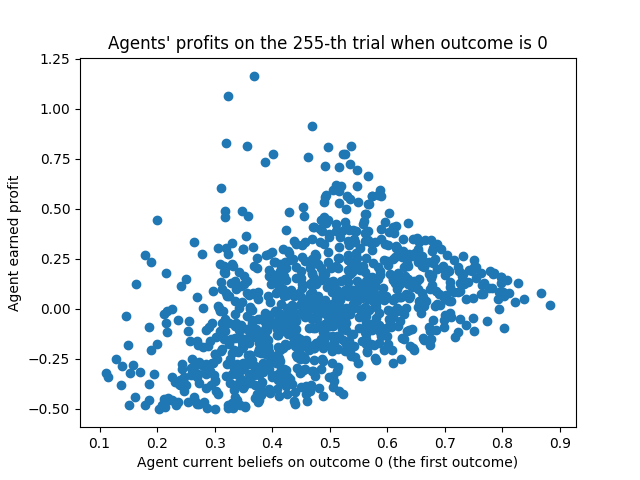 Agents' profits on the 255-th trial when outcome is 0
1.25
1.00
0.75
0.50
0.25
0.00
−0.25
−0.50
Agent earned profit
0.1 0.2 0.3 0.4 0.5 0.6 0.7 0.8 0.9
Agent current beliefs on outcome 0 (the first outcome)